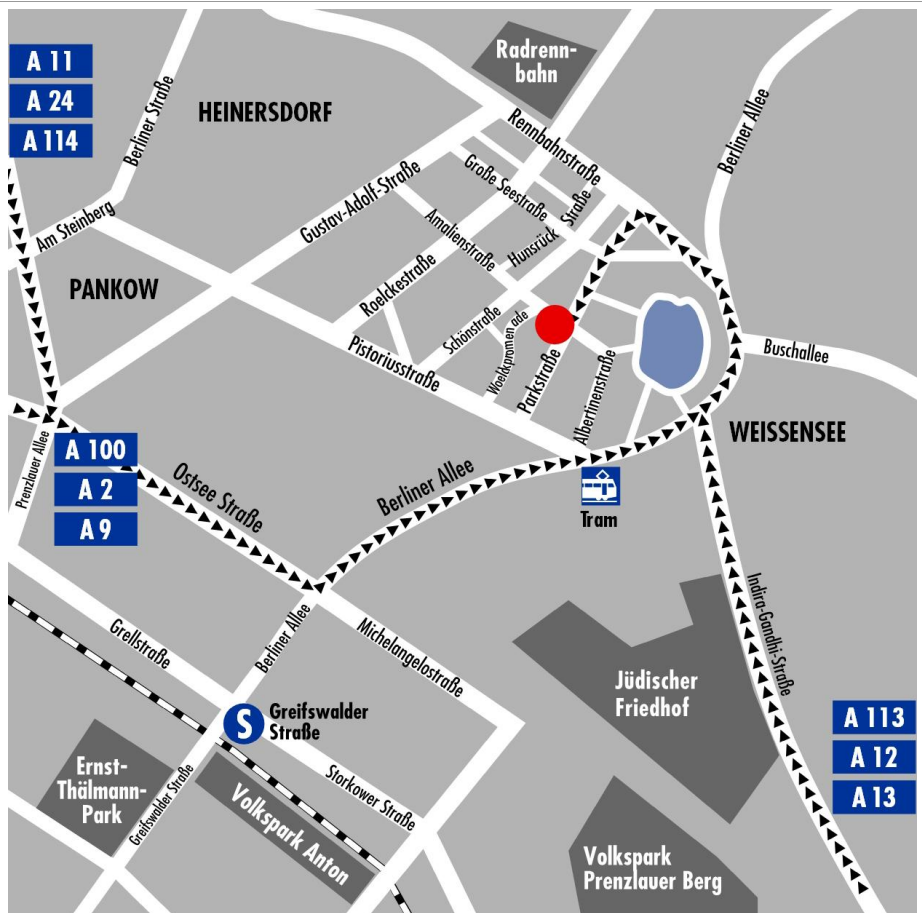 A 11
A 24
A 114
Berliner Straße
HEINERSDORF
Radrenn-
bahn
Rennbahnstraße
Berliner Allee
Gustav-Adolf-Straße
Große Seestraße
Hunsrück Straße
Amalienstraße
Am Steinberg
PANKOW
Roelckestraße
Schönstraße
Woelkpromenade
Pistoriusstraße
Parkstraße
Albertinenstraße
Buschallee
WEISSENSEE
Prenzlauer Allee
A 100
A 2
A 9
Ostsee Straße
Berliner Allee
Tram
Indira-Gandhi-Straße
Grellstraße
Berliner Allee
Michelangelostraße
S
Greifswalder
Straße
Jüdischer
Friedhof
A 113
A 12
A 13
Ernst-
Thälmann-
Park
Greifswalder Straße
Volkspark Anton
Storkower Straße
Volkspark
Prenzlauer Berg